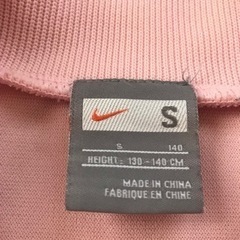 S
S 140
HEIGHT: 130 - 140 CM
MADE IN CHINA
FABRIQUE EN CHINE